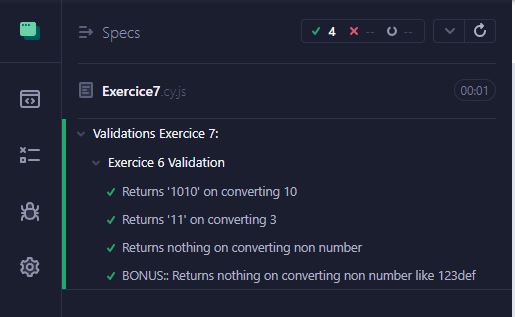 Specs
4 -- --
Exercice7.cy.js
00:01
Validations Exercice 7:
Exercice 6 Validation
Returns '1010' on converting 10
Returns '11' on converting 3
Returns nothing on converting non number
BONUS:: Returns nothing on converting non number like 123def